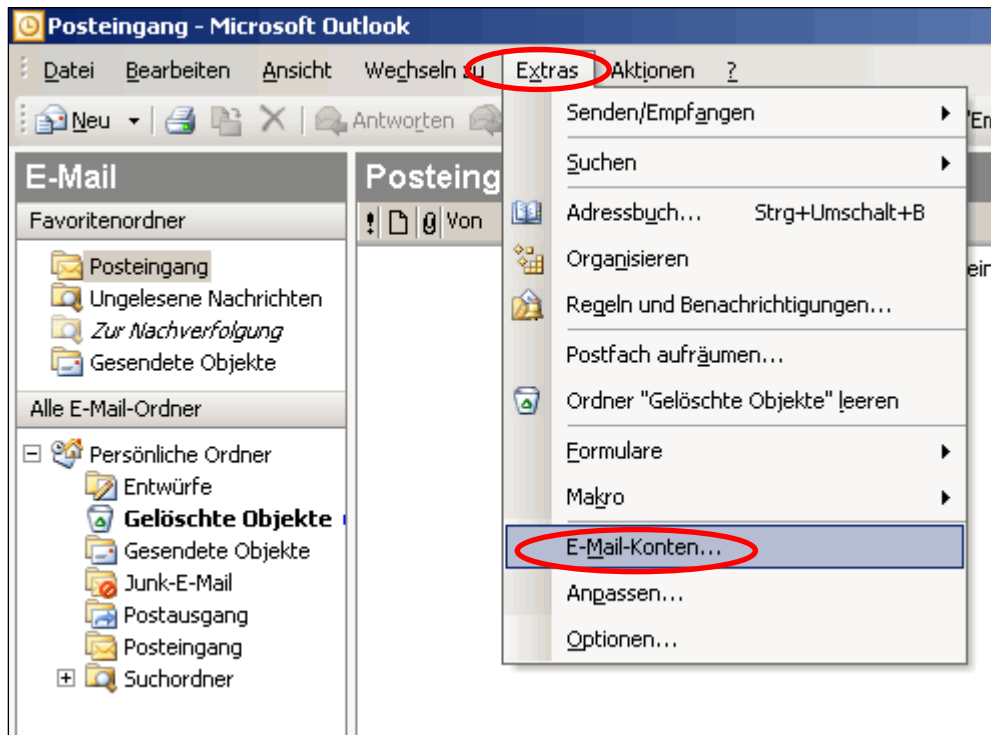 Posteingang - Microsoft Outlook
Datei Bearbeiten Ansicht Wechseln zu Extras Aktionen ?
Neu Antworten
E-Mail
Favoritenordner
Posteingang
Ungelesene Nachrichten
Zur Nachverfolgung
Gesendete Objekte
Alle E-Mail-Ordner
Persönliche Ordner
Entwürfe
Gelöschte Objekte
Gesendete Objekte
Junk-E-Mail
Postausgang
Posteingang
Suchordner
Posteing
Von
Senden/Empfangen
Suchen
Adressbuch... Strg+Umschalt+B
Organisieren
Regeln und Benachrichtigungen...
Postfach aufräumen...
Ordner "Gelöschte Objekte" leeren
Formulare
Makro
E-Mail-Konten...
Anpassen...
Optionen...